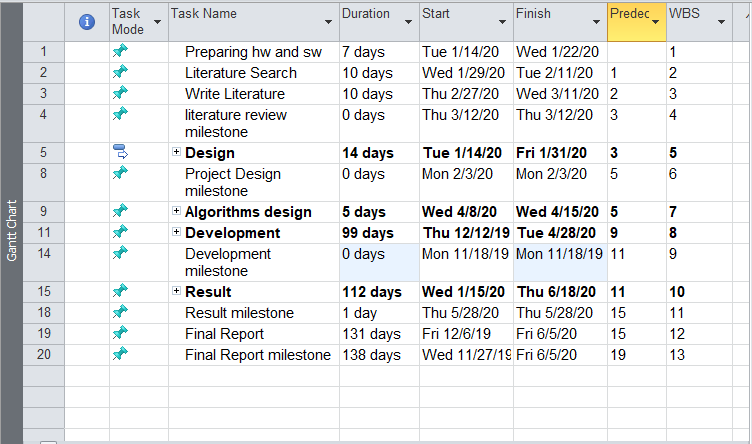 Task Mode Task Name Duration Start Finish Predec WBS
1 Preparing hw and sw 7 days Tue 1/14/20 Wed 1/22/20 1
2 Literature Search 10 days Wed 1/29/20 Tue 2/11/20 1 2
3 Write Literature 10 days Thu 2/27/20 Wed 3/11/20 2 3
4 literature review milestone 0 days Thu 3/12/20 Thu 3/12/20 3 4
5 Design 14 days Tue 1/14/20 Fri 1/31/20 3 5
8 Project Design milestone 0 days Mon 2/3/20 Mon 2/3/20 5 6
9 Algorithms design 5 days Wed 4/8/20 Wed 4/15/20 5 7
11 Development 99 days Thu 12/12/19 Tue 4/28/20 9 8
14 Development milestone 0 days Mon 11/18/19 Mon 11/18/19 11 9
15 Result 112 days Wed 1/15/20 Thu 6/18/20 11 10
18 Result milestone 1 day Thu 5/28/20 Thu 5/28/20 15 11
19 Final Report 131 days Fri 12/6/19 Fri 6/5/20 15 12
20 Final Report milestone 138 days Wed 11/27/19 Fri 6/5/20 19 13
Gantt Chart